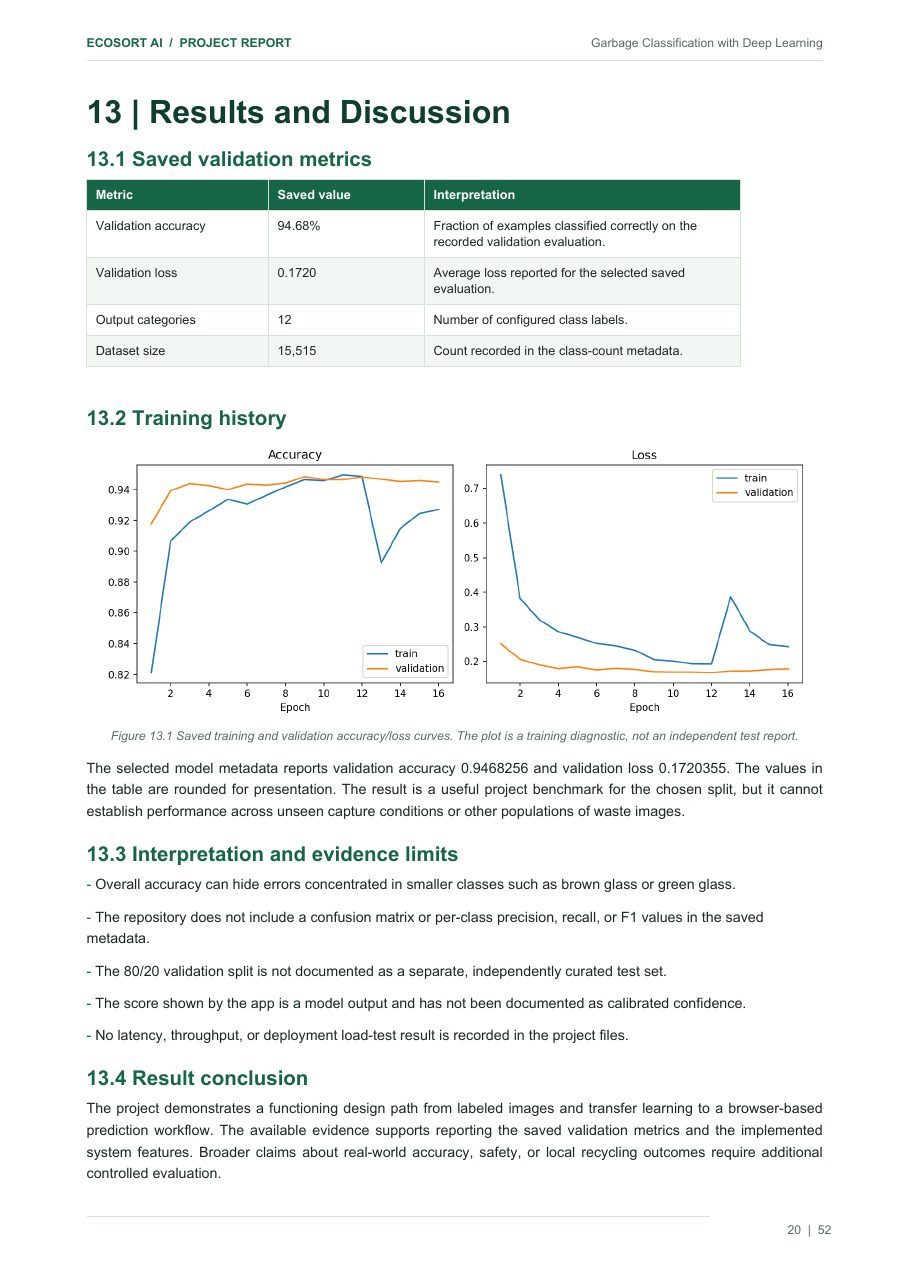 ECOSORT AI / PROJECT REPORT
Garbage Classification with Deep Learning
13 | Results and Discussion
13.1 Saved validation metrics
Metric Saved value Interpretation
Validation accuracy 94.68% Fraction of examples classified correctly on the
recorded validation evaluation.
Validation loss 0.1720 Average loss reported for the selected saved
evaluation.
Output categories 12 Number of configured class labels.
Dataset size 15,515 Count recorded in the class-count metadata.
13.2 Training history
Accuracy
0.94
0.92
0.90
0.88
0.86
0.84
0.82
train
validation
2 4 6 8 10 12 14 16
Epoch
Loss
train
validation
0.7
0.6
0.5
0.4
0.3
0.2
2 4 6 8 10 12 14 16
Epoch
Figure 13.1 Saved training and validation accuracy/loss curves. The plot is a training diagnostic, not an independent test report.
The selected model metadata reports validation accuracy 0.9468256 and validation loss 0.1720355. The values in
the table are rounded for presentation. The result is a useful project benchmark for the chosen split, but it cannot
establish performance across unseen capture conditions or other populations of waste images.
13.3 Interpretation and evidence limits
- Overall accuracy can hide errors concentrated in smaller classes such as brown glass or green glass.
- The repository does not include a confusion matrix or per-class precision, recall, or F1 values in the saved
metadata.
- The 80/20 validation split is not documented as a separate, independently curated test set.
- The score shown by the app is a model output and has not been documented as calibrated confidence.
- No latency, throughput, or deployment load-test result is recorded in the project files.
13.4 Result conclusion
The project demonstrates a functioning design path from labeled images and transfer learning to a browser-based
prediction workflow. The available evidence supports reporting the saved validation metrics and the implemented
system features. Broader claims about real-world accuracy, safety, or local recycling outcomes require additional
controlled evaluation.
20 | 52